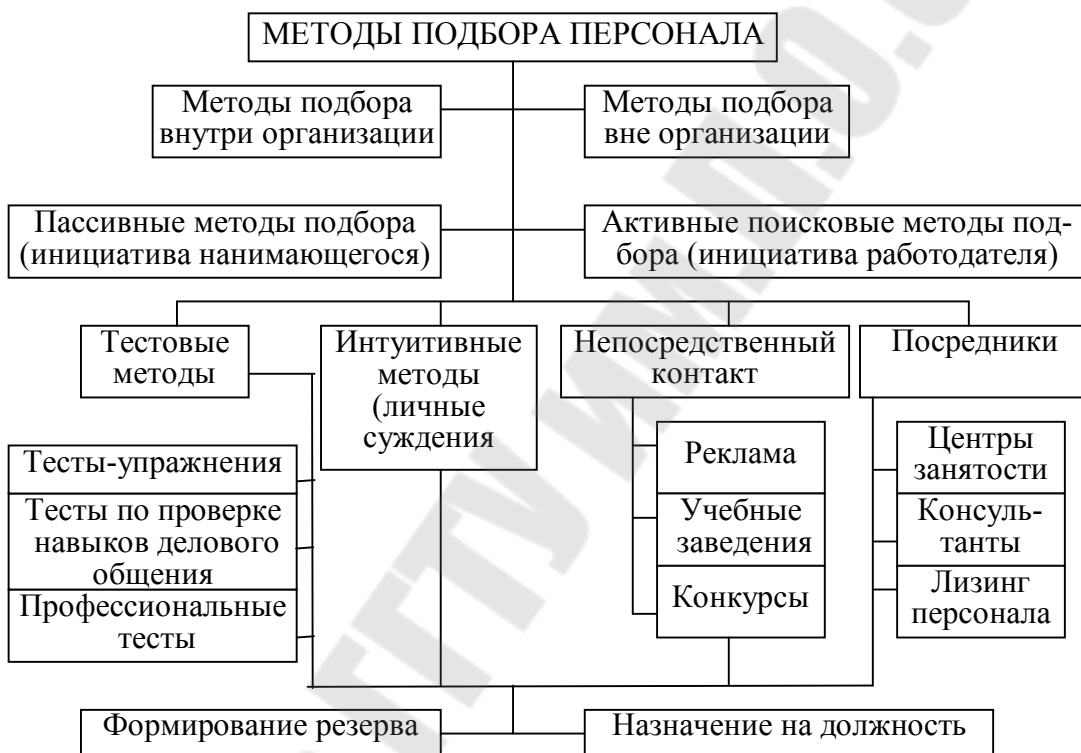 МЕТОДЫ ПОДБОРА ПЕРСОНАЛА
Методы подбора
внутри организации
Методы подбора
вне организации
Пассивные методы подбора
(инициатива нанимающегося)
Активные поисковые методы под-
бора (инициатива работодателя)
Тестовые
методы
Интуитивные
методы
(личные
суждения
Непосредственный
контакт
Посредники
Тесты-упражнения
Тесты по проверке
навыков делового
общения
Профессиональные
тесты
Реклама
Учебные
заведения
Конкурсы
Центры
занятости
Консуль-
танты
Лизинг
персонала
Формирование резерва
Назначение на должность